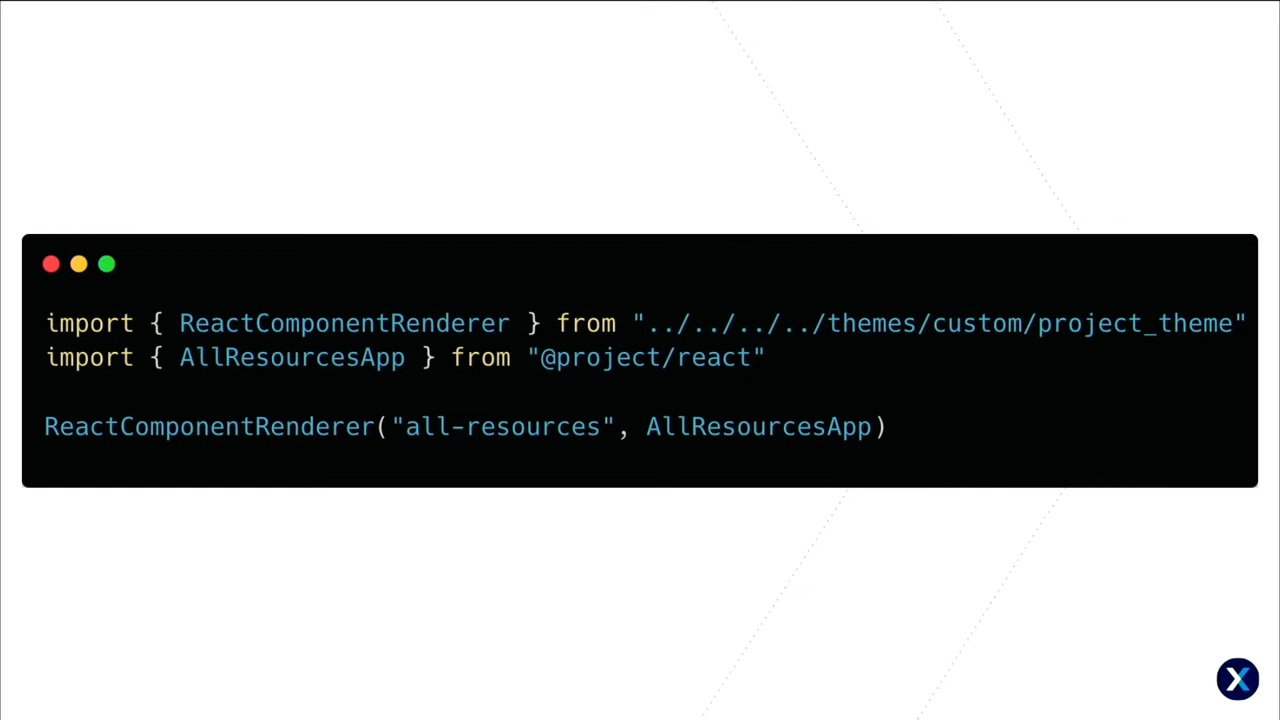 import { ReactComponentRenderer } from "../../../../themes/custom/project_theme"
import { AllResourcesApp } from "@project/react"
ReactComponentRenderer("all-resources", AllResourcesApp)
X